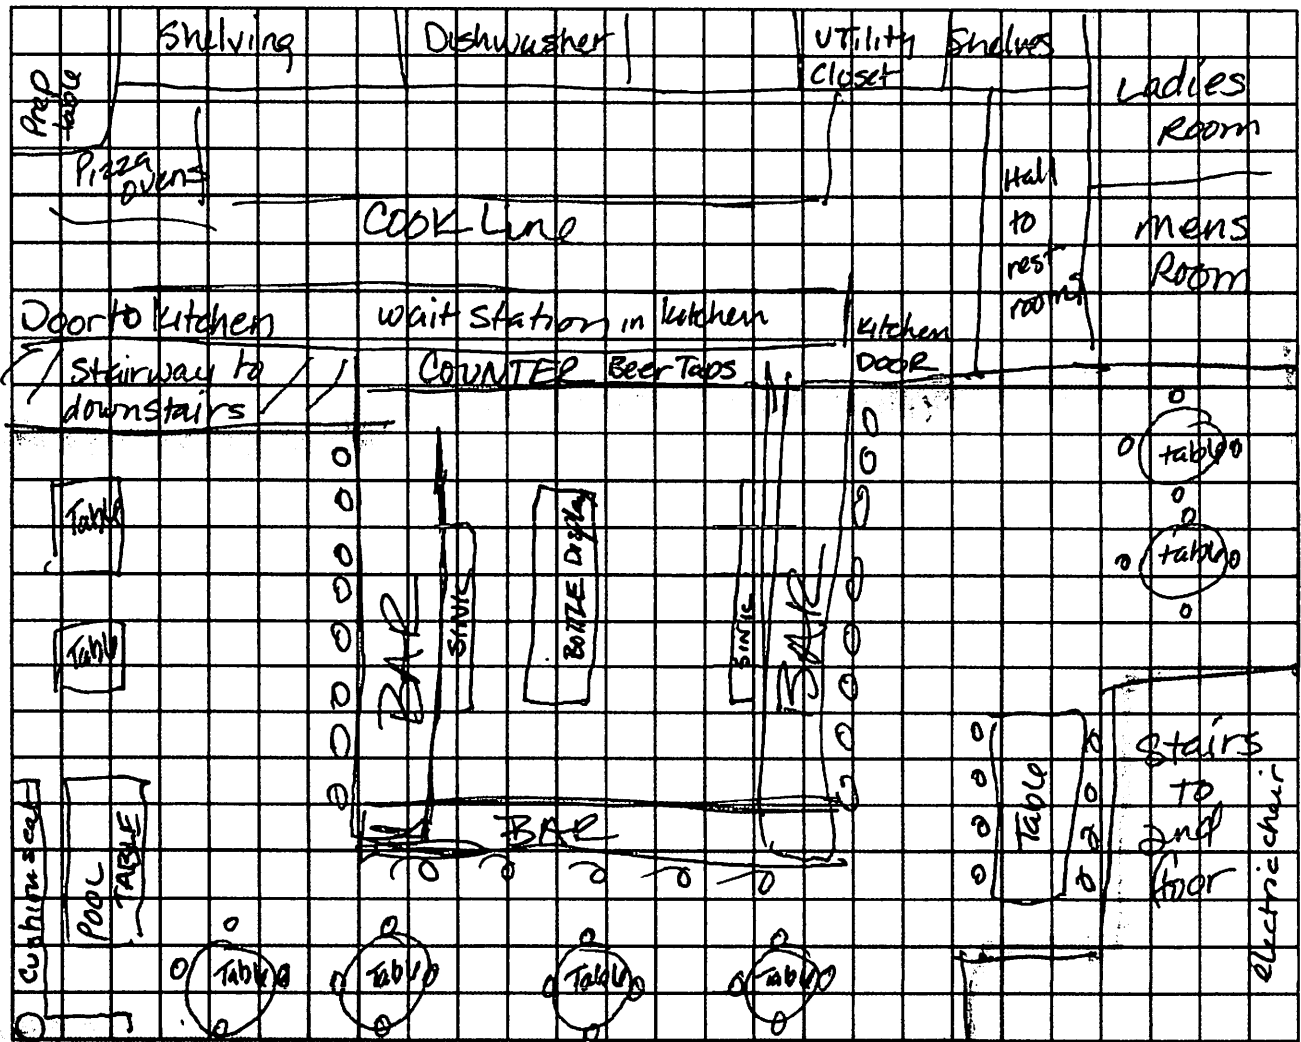 Shelving
Dishwasher
UTILity
Closet
Shelves
Ladies
Room
Prep
table
Pizza
ovens
Hall
to
rest
rooms
mens
Room
COOK Line
Door to kitchen
wait station in kitchen
kitchen
DOOR
Stairway to
downstairs
COUNTER Beer Taps
table
table
Table
Table
BAR
SINK
BOTTLE Display
SINK
BAR
BAR
Table
Stairs
to
2nd
floor
electric chair
Cushion seat
POOL
TABLE
Table
Table
Table
Table